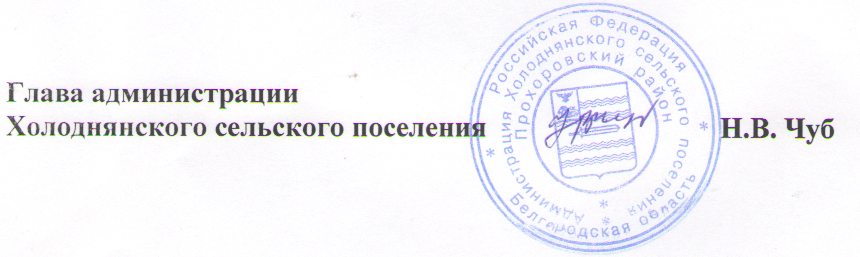 Глава администрации
Холоднянского сельского поселения Н.В. Чуб
Российская Федерация
Белгородская область
Администрация Холоднянского сельского поселения
Прохоровский район